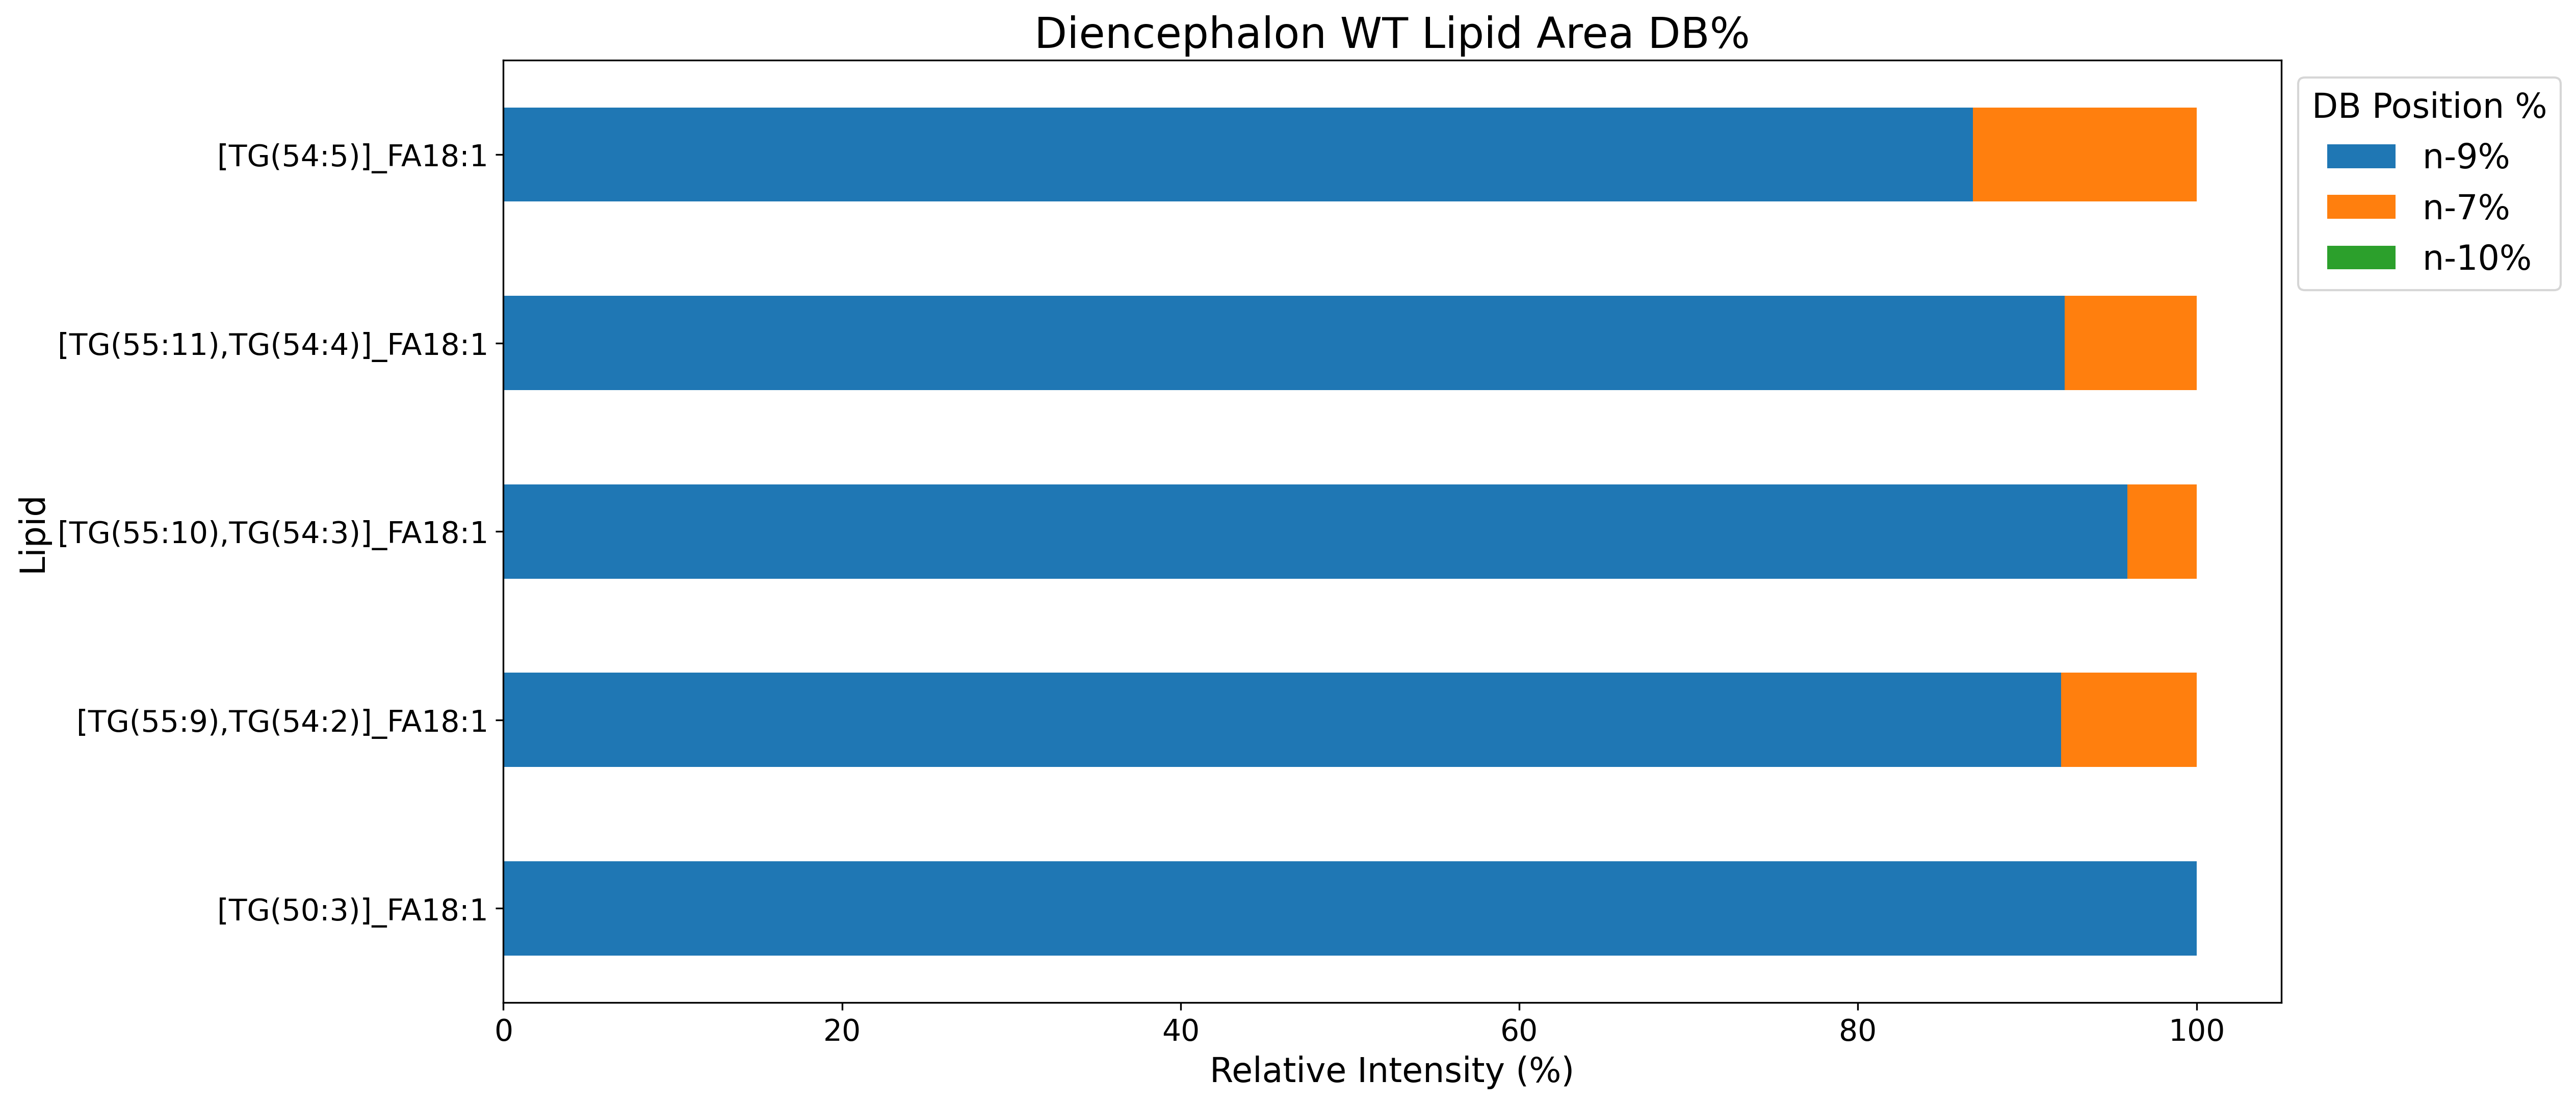 Diencephalon WT Lipid Area DB%
DB Position %
n-9%
n-7%
n-10%
Lipid
[TG(54:5)]_FA18:1
[TG(55:11),TG(54:4)]_FA18:1
[TG(55:10),TG(54:3)]_FA18:1
[TG(55:9),TG(54:2)]_FA18:1
[TG(50:3)]_FA18:1
0 20 40 60 80 100
Relative Intensity (%)